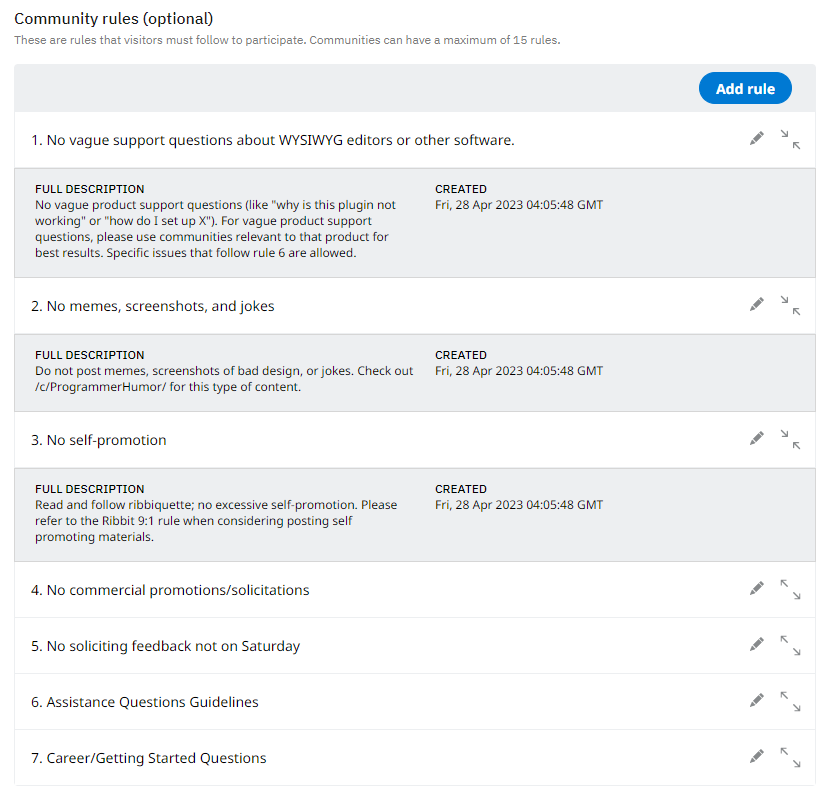 Community rules (optional)
These are rules that visitors must follow to participate. Communities can have a maximum of 15 rules.
Add rule
1. No vague support questions about WYSIWYG editors or other software.
FULL DESCRIPTION
No vague product support questions (like "why is this plugin not
working" or "how do I set up X"). For vague product support
questions, please use communities relevant to that product for
best results. Specific issues that follow rule 6 are allowed.
CREATED
Fri, 28 Apr 2023 04:05:48 GMT
2. No memes, screenshots, and jokes
FULL DESCRIPTION
Do not post memes, screenshots of bad design, or jokes. Check out
/c/ProgrammerHumor/ for this type of content.
CREATED
Fri, 28 Apr 2023 04:05:48 GMT
3. No self-promotion
FULL DESCRIPTION
Read and follow ribbiquette; no excessive self-promotion. Please
refer to the Ribbit 9:1 rule when considering posting self
promoting materials.
CREATED
Fri, 28 Apr 2023 04:05:48 GMT
4. No commercial promotions/solicitations
5. No soliciting feedback not on Saturday
6. Assistance Questions Guidelines
7. Career/Getting Started Questions